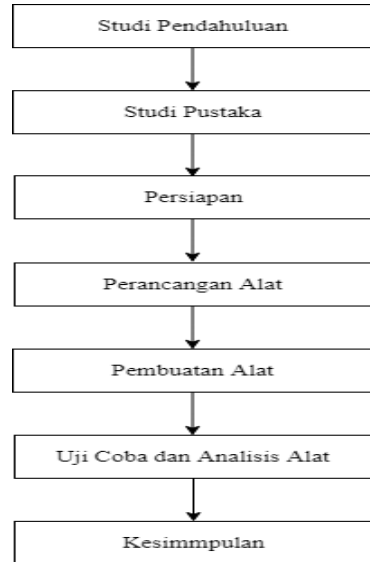 Studi Pendahuluan
Studi Pustaka
Persiapan
Perancangan Alat
Pembuatan Alat
Uji Coba dan Analisis Alat
Kesimmpulan